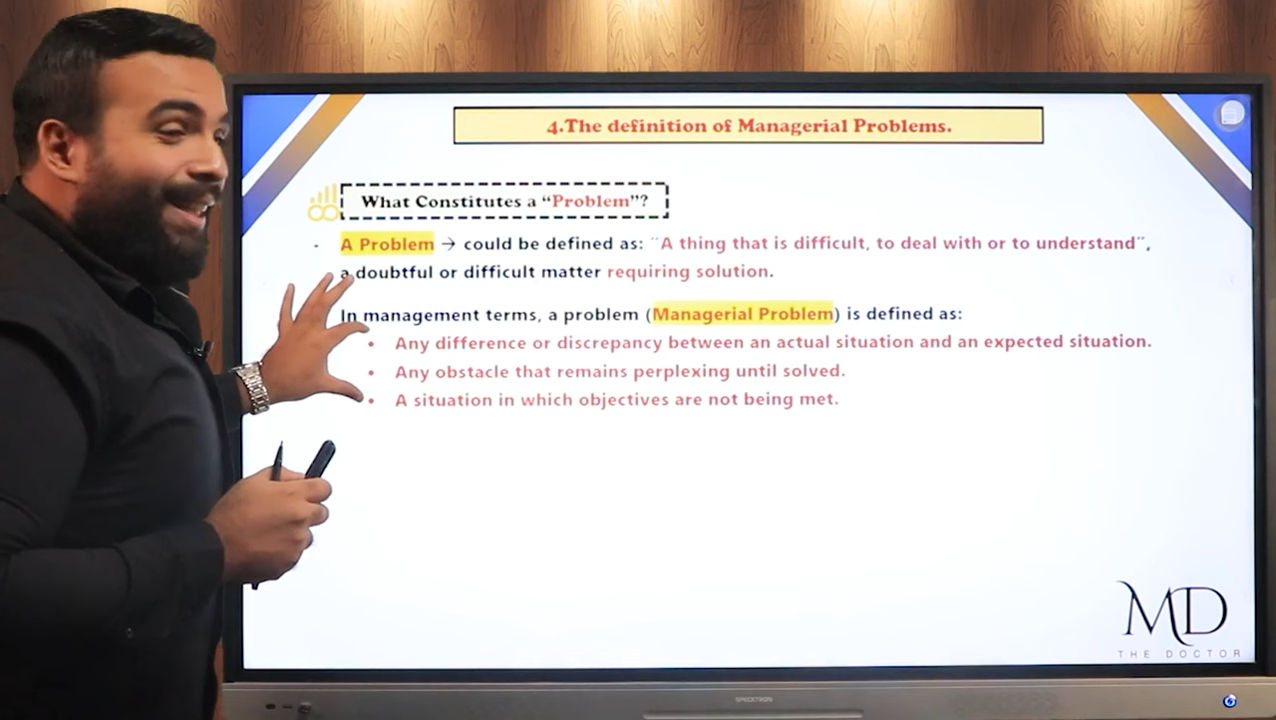 4.The definition of Managerial Problems.
What Constitutes a “Problem”?
- A Problem → could be defined as: “A thing that is difficult, to deal with or to understand”,
a doubtful or difficult matter requiring solution.
In management terms, a problem (Managerial Problem) is defined as:
• Any difference or discrepancy between an actual situation and an expected situation.
• Any obstacle that remains perplexing until solved.
• A situation in which objectives are not being met.
MD
THE DOCTOR
SPECKTRON